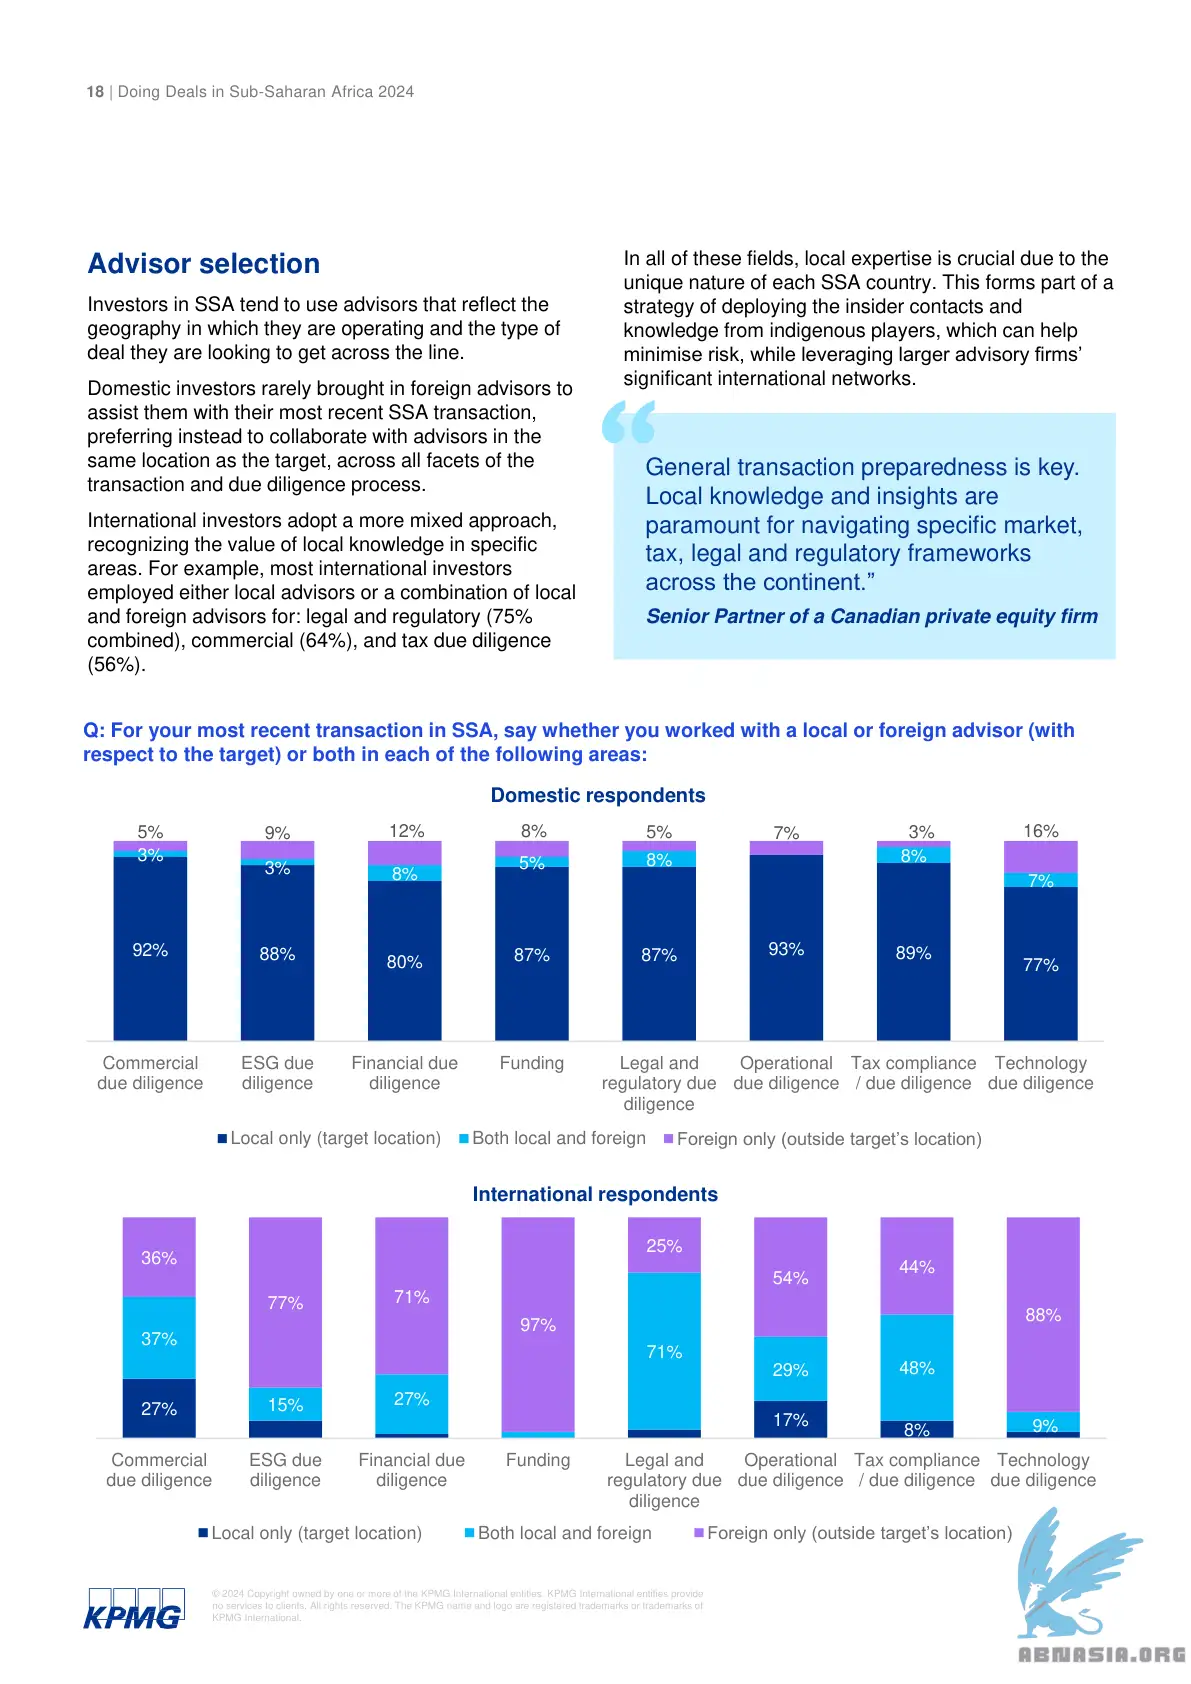 18 | Doing Deals in Sub-Saharan Africa 2024
Advisor selection
Investors in SSA tend to use advisors that reflect the
geography in which they are operating and the type of
deal they are looking to get across the line.
Domestic investors rarely brought in foreign advisors to
assist them with their most recent SSA transaction,
preferring instead to collaborate with advisors in the
same location as the target, across all facets of the
transaction and due diligence process.
International investors adopt a more mixed approach,
recognizing the value of local knowledge in specific
areas. For example, most international investors
employed either local advisors or a combination of local
and foreign advisors for: legal and regulatory (75%
combined), commercial (64%), and tax due diligence
(56%).
In all of these fields, local expertise is crucial due to the
unique nature of each SSA country. This forms part of a
strategy of deploying the insider contacts and
knowledge from indigenous players, which can help
minimise risk, while leveraging larger advisory firms’
significant international networks.
“
General transaction preparedness is key.
Local knowledge and insights are
paramount for navigating specific market,
tax, legal and regulatory frameworks
across the continent.”
Senior Partner of a Canadian private equity firm
Q: For your most recent transaction in SSA, say whether you worked with a local or foreign advisor (with
respect to the target) or both in each of the following areas:
Domestic respondents
5% 9% 12% 8% 5% 7% 3% 16%
3% 3% 8% 5% 8% 8% 7%
92% 88% 80% 87% 87% 93% 89% 77%
Commercial ESG due Financial due Funding Legal and Operational Tax compliance Technology
due diligence diligence diligence regulatory due due diligence / due diligence due diligence
diligence
Local only (target location) Both local and foreign Foreign only (outside target’s location)
International respondents
36% 77% 71% 97% 25% 54% 44% 88%
37% 15% 27% 71% 29% 48% 9%
27% 17% 8%
Commercial ESG due Financial due Funding Legal and Operational Tax compliance Technology
due diligence diligence diligence regulatory due due diligence / due diligence due diligence
diligence
Local only (target location) Both local and foreign Foreign only (outside target’s location)
KPMG
© 2024 Copyright owned by one or more of the KPMG International entities. KPMG International entities provide
no services to clients. All rights reserved. The KPMG name and logo are registered trademarks or trademarks of
KPMG International.
ABNASIA.ORG